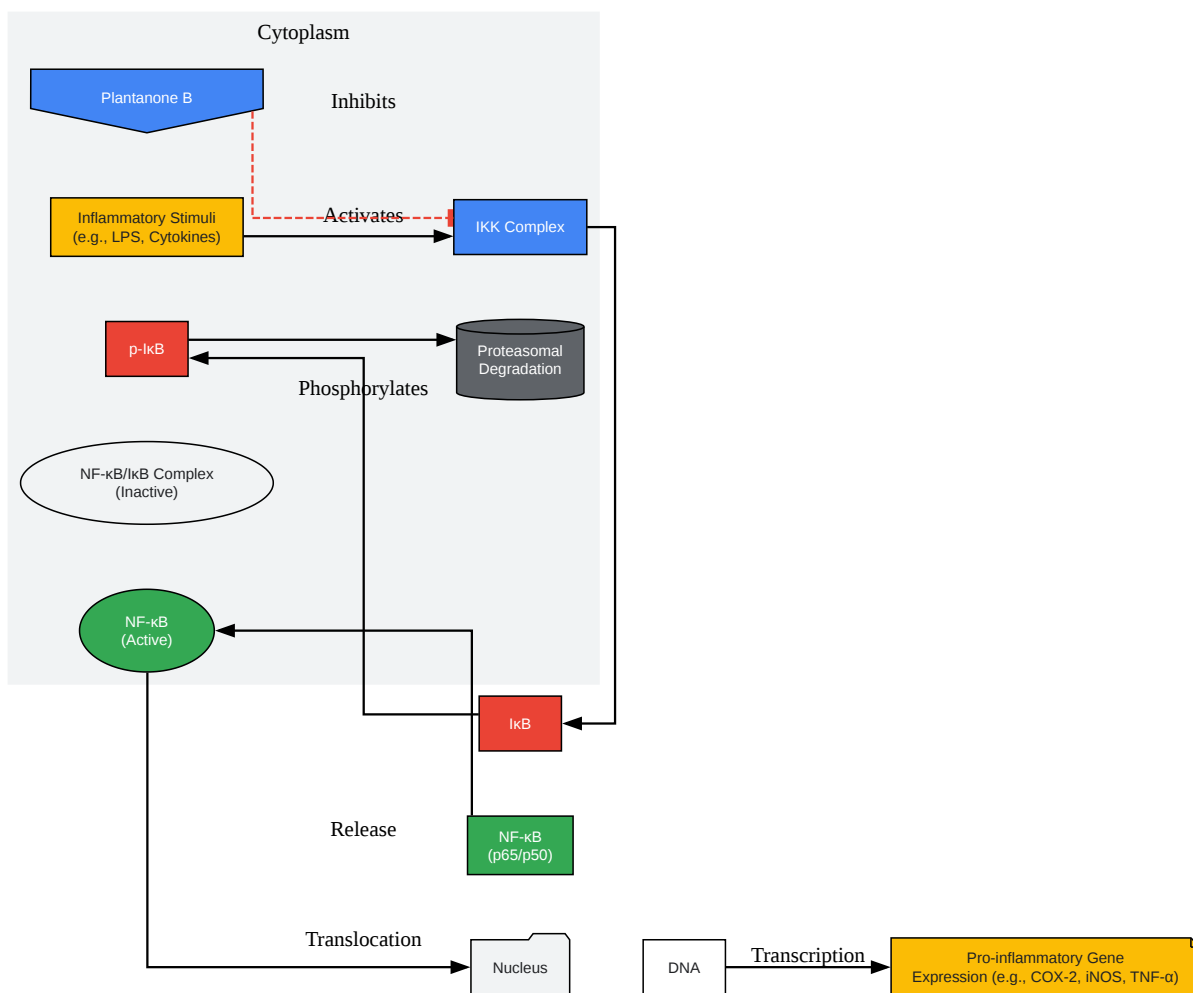 Cytoplasm
Plantanone B
Inhibits
Inflammatory Stimuli
(e.g., LPS, Cytokines)
Activates
IKK Complex
p-IκB
Proteasomal
Degradation
Phosphorylates
NF-κB/IκB Complex
(Inactive)
NF-κB
(Active)
IκB
Release
NF-κB
(p65/p50)
Translocation
Nucleus
DNA
Transcription
Pro-inflammatory Gene
Expression (e.g., COX-2, iNOS, TNF-α)